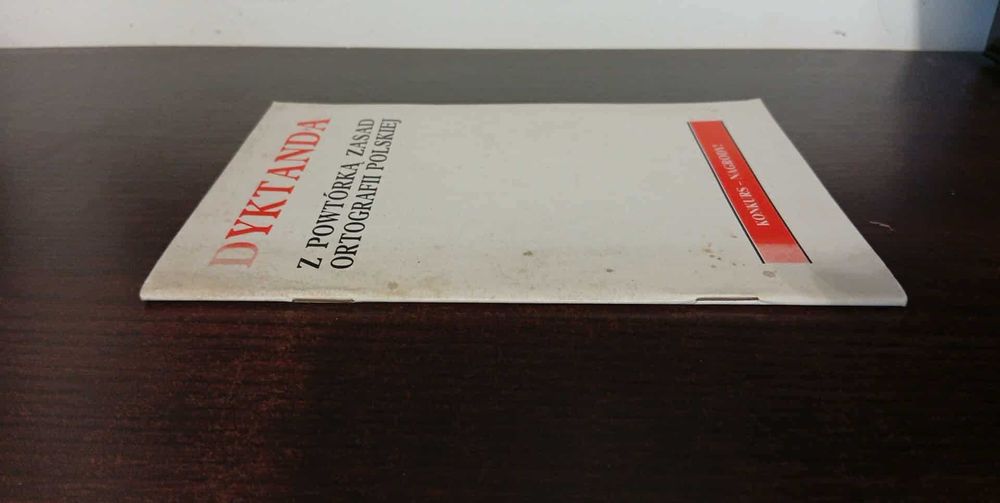 DYKTANDA
Z POWTÓRKĄ ZASAD
ORTOGRAFII POLSKIEJ
KONKURS – NAGRODY!